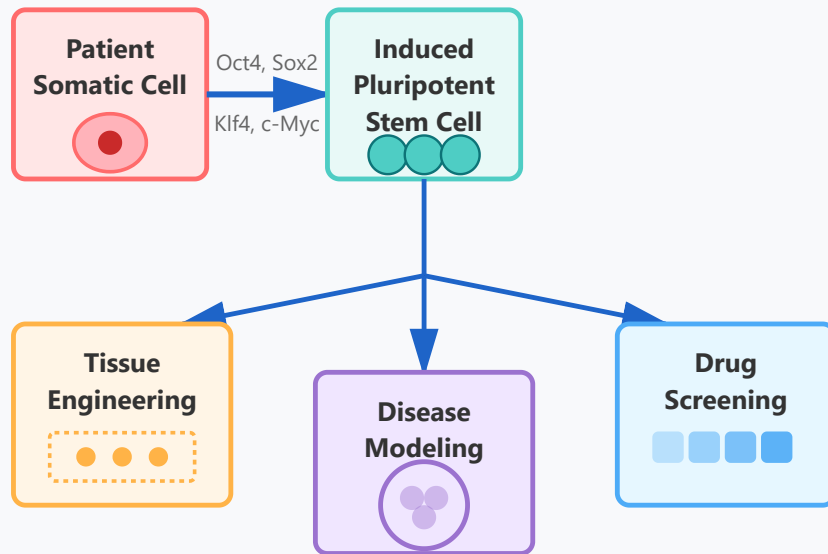 Patient
Somatic Cell
Oct4, Sox2
Klf4, c-Myc
Induced
Pluripotent
Stem Cell
Tissue
Engineering
Disease
Modeling
Drug
Screening